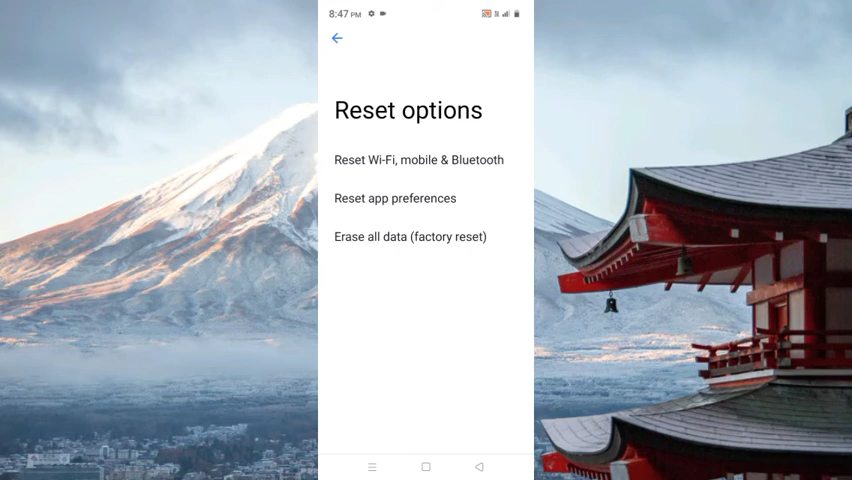 8:47 PM
Reset options
Reset Wi-Fi, mobile & Bluetooth
Reset app preferences
Erase all data (factory reset)